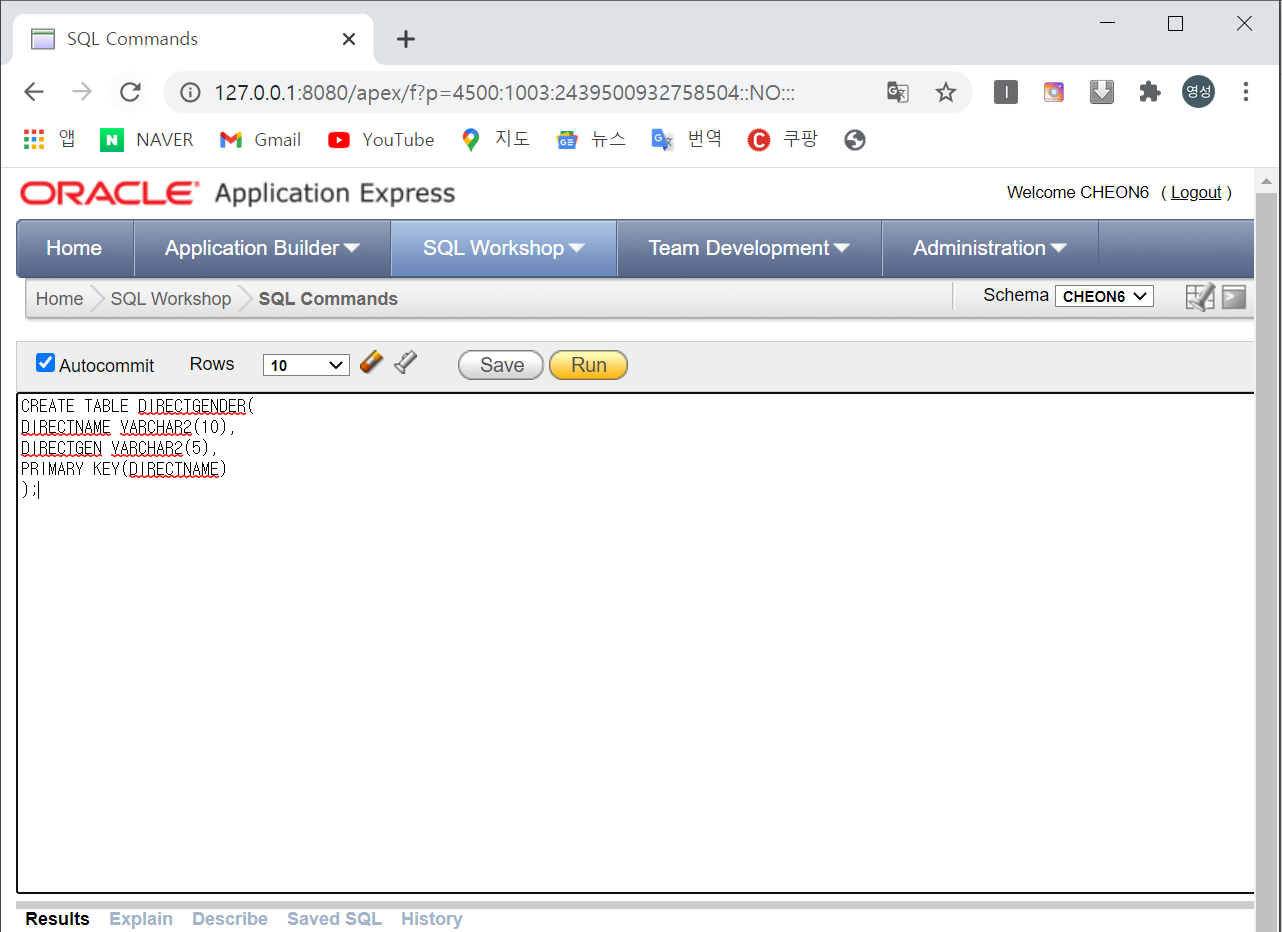 SQL Commands
127.0.0.1:8080/apex/f?p=4500:1003:2439500932758504::NO:::
영성
앱 NAVER Gmail YouTube 지도 뉴스 번역 쿠팡
ORACLE Application Express
Welcome CHEON6 ( Logout )
Home Application Builder SQL Workshop Team Development Administration
Home SQL Workshop SQL Commands Schema CHEON6
Autocommit Rows 10 Save Run
CREATE TABLE DIRECTGENDER(
DIRECTNAME VARCHAR2(10),
DIRECTGEN VARCHAR2(5),
PRIMARY KEY(DIRECTNAME)
);
Results Explain Describe Saved SQL History